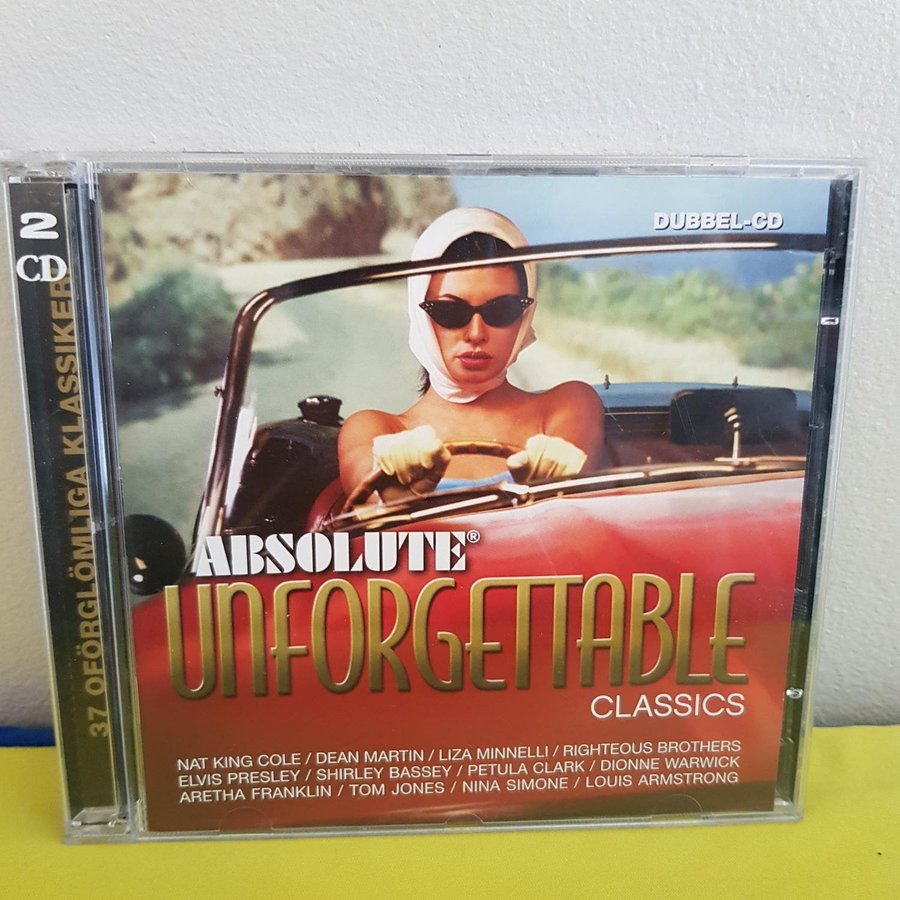 2
CD
37 OFÖRGLÖMLIGA KLASSIKER
DUBBEL-CD
ABSOLUTE®
UNFORGETTABLE
CLASSICS
NAT KING COLE / DEAN MARTIN / LIZA MINNELLI / RIGHTEOUS BROTHERS
ELVIS PRESLEY / SHIRLEY BASSEY / PETULA CLARK / DIONNE WARWICK
ARETHA FRANKLIN / TOM JONES / NINA SIMONE / LOUIS ARMSTRONG